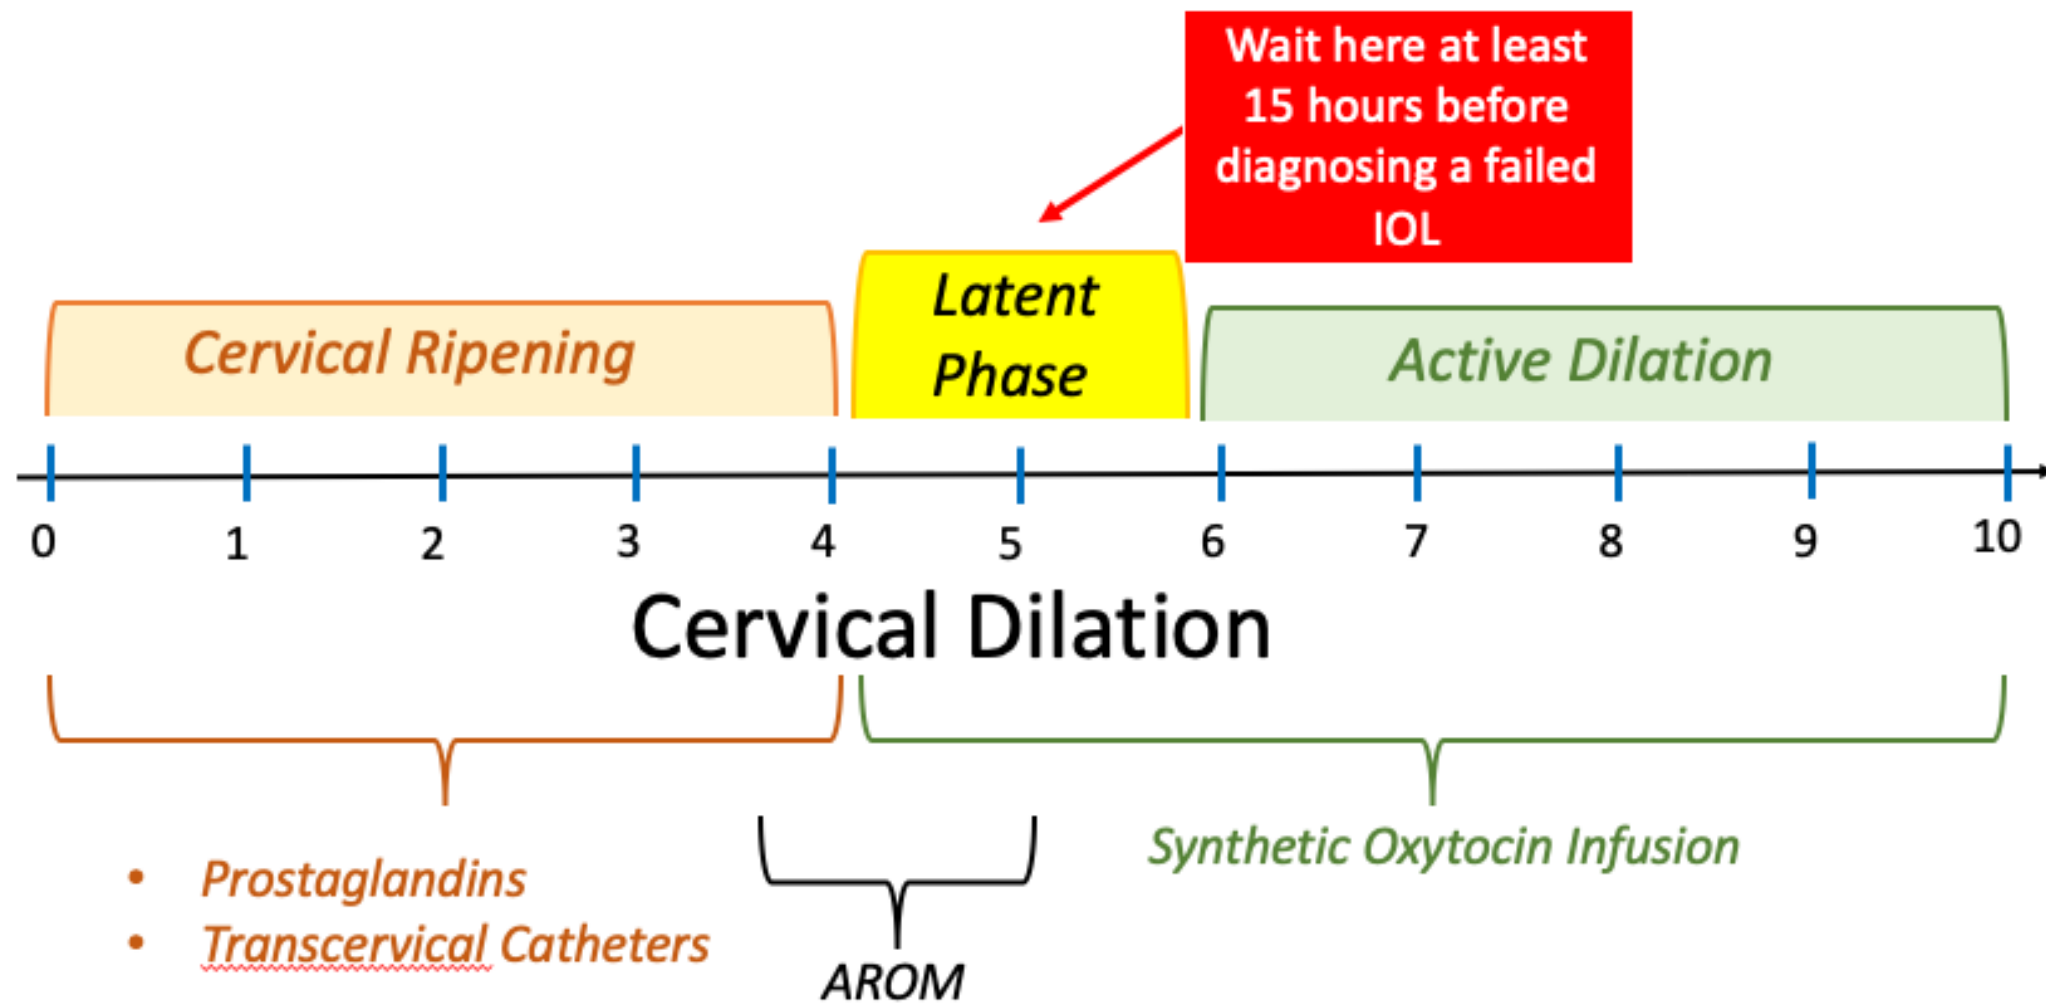 Wait here at least
15 hours before
diagnosing a failed
IOL
Latent
Phase
Cervical Ripening
Active Dilation
0 1 2 3 4 5 6 7 8 9 10
Cervical Dilation
Synthetic Oxytocin Infusion
• Prostaglandins
• Transcervical Catheters
AROM